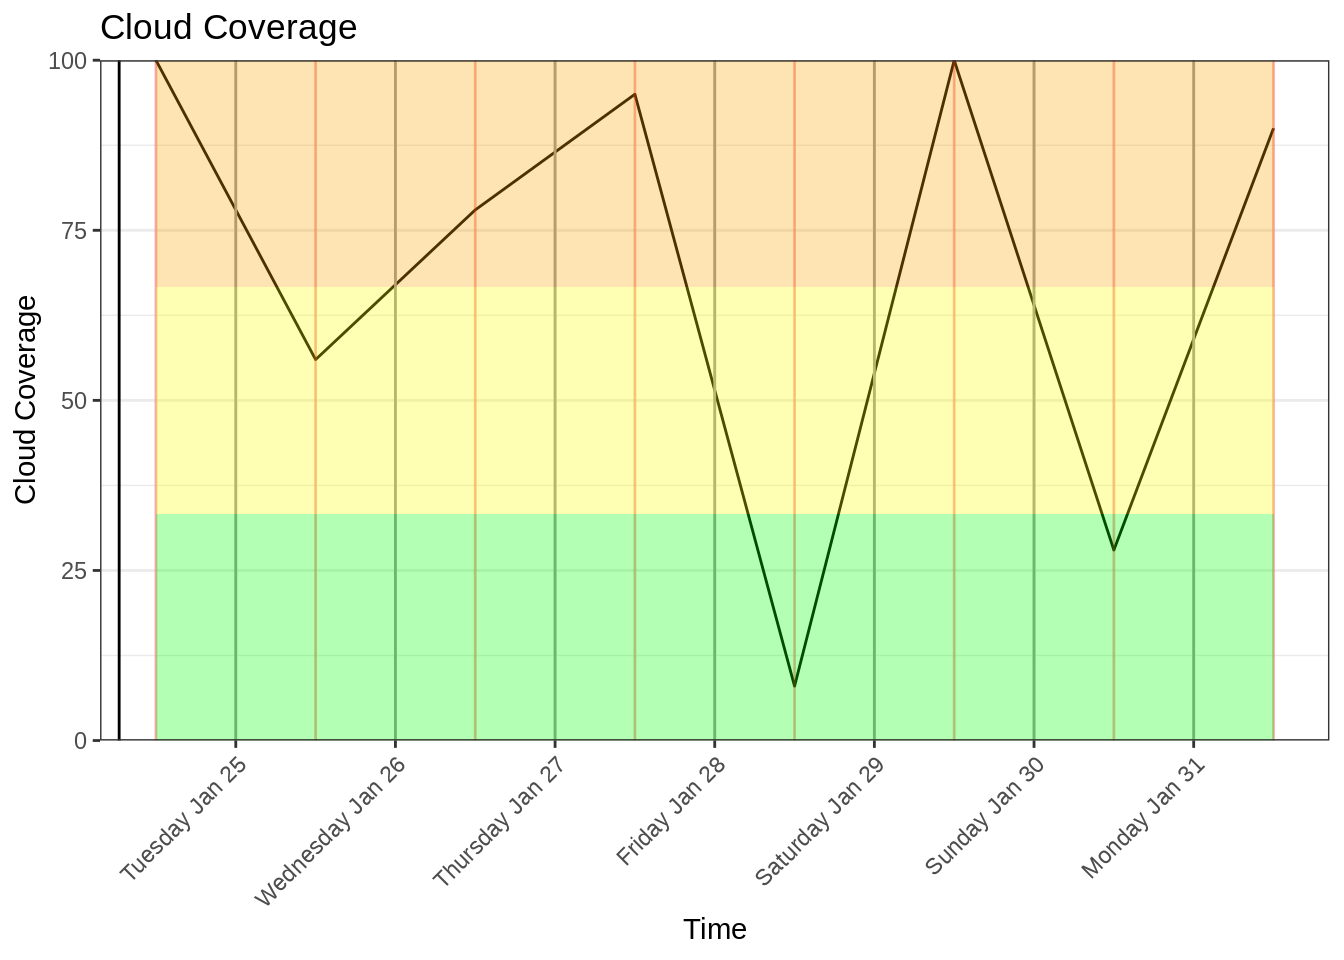 Cloud Coverage
100
75
50
25
0
Cloud Coverage
Tuesday Jan 25
Wednesday Jan 26
Thursday Jan 27
Friday Jan 28
Saturday Jan 29
Sunday Jan 30
Monday Jan 31
Time